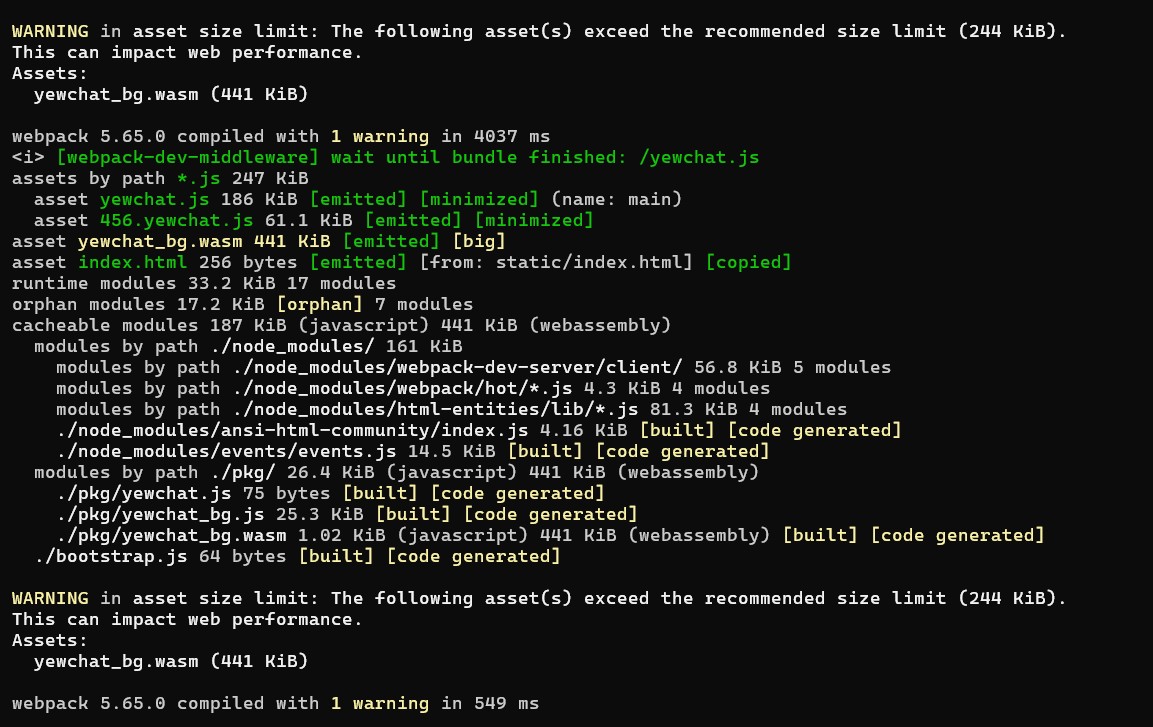 WARNING in asset size limit: The following asset(s) exceed the recommended size limit (244 KiB).
This can impact web performance.
Assets:
  yewchat_bg.wasm (441 KiB)

webpack 5.65.0 compiled with 1 warning in 4037 ms
<i> [webpack-dev-middleware] wait until bundle finished: /yewchat.js
assets by path *.js 247 KiB
  asset yewchat.js 186 KiB [emitted] [minimized] (name: main)
  asset 456.yewchat.js 61.1 KiB [emitted] [minimized]
asset yewchat_bg.wasm 441 KiB [emitted] [big]
asset index.html 256 bytes [emitted] [from: static/index.html] [copied]
runtime modules 33.2 KiB 17 modules
orphan modules 17.2 KiB [orphan] 7 modules
cacheable modules 187 KiB (javascript) 441 KiB (webassembly)
  modules by path ./node_modules/ 161 KiB
    modules by path ./node_modules/webpack-dev-server/client/ 56.8 KiB 5 modules
    modules by path ./node_modules/webpack/hot/*.js 4.3 KiB 4 modules
    modules by path ./node_modules/html-entities/lib/*.js 81.3 KiB 4 modules
    ./node_modules/ansi-html-community/index.js 4.16 KiB [built] [code generated]
    ./node_modules/events/events.js 14.5 KiB [built] [code generated]
  modules by path ./pkg/ 26.4 KiB (javascript) 441 KiB (webassembly)
    ./pkg/yewchat.js 75 bytes [built] [code generated]
    ./pkg/yewchat_bg.js 25.3 KiB [built] [code generated]
    ./pkg/yewchat_bg.wasm 1.02 KiB (javascript) 441 KiB (webassembly) [built] [code generated]
  ./bootstrap.js 64 bytes [built] [code generated]

WARNING in asset size limit: The following asset(s) exceed the recommended size limit (244 KiB).
This can impact web performance.
Assets:
  yewchat_bg.wasm (441 KiB)

webpack 5.65.0 compiled with 1 warning in 549 ms